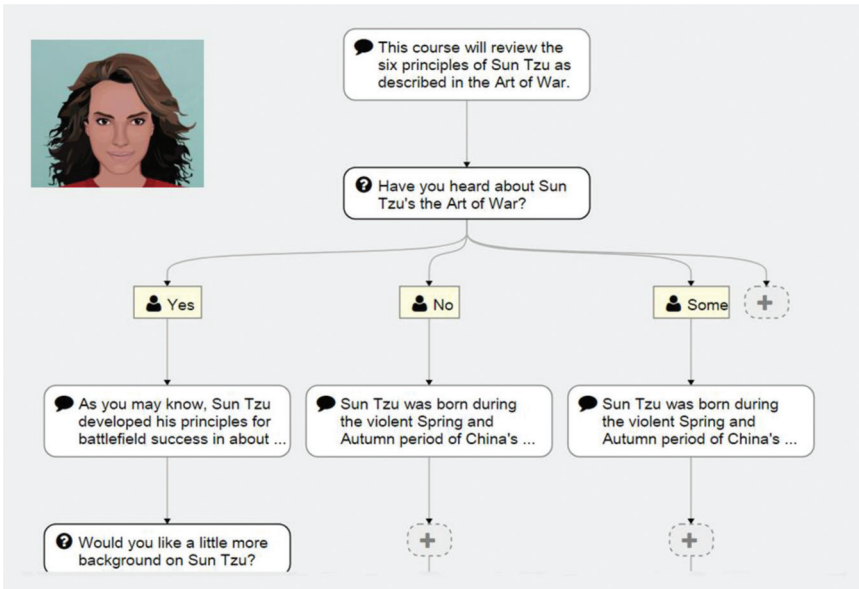 This course will review the
six principles of Sun Tzu as
described in the Art of War.
Have you heard about Sun
Tzu's the Art of War?
Yes
No
Some
As you may know, Sun Tzu
developed his principles for
battlefield success in about ...
Sun Tzu was born during
the violent Spring and
Autumn period of China's ...
Sun Tzu was born during
the violent Spring and
Autumn period of China's ...
Would you like a little more
background on Sun Tzu?